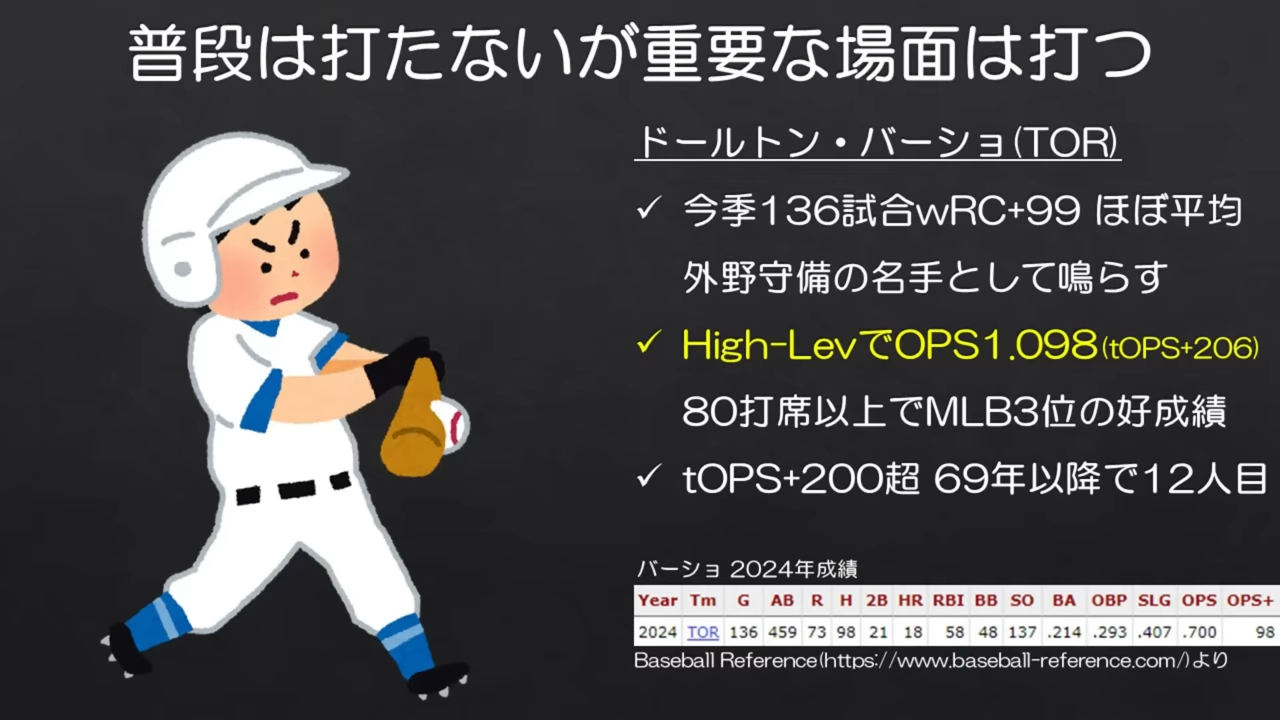 普段は打たないが重要な場面は打つ
ドールトン・バーショ(TOR)
✓ 今季136試合wRC+99 ほぼ平均
外野守備の名手として鳴らす
✓ High-LevでOPS1.098(tOPS+206)
80打席以上でMLB3位の好成績
✓ tOPS+200超 69年以降で12人目
バーショ 2024年成績
Year Tm G AB R H 2B HR RBI BB SO BA OBP SLG OPS OPS+
2024 TOR 136 459 73 98 21 18 58 48 137 .214 .293 .407 .700 98
Baseball Reference(https://www.baseball-reference.com/)より